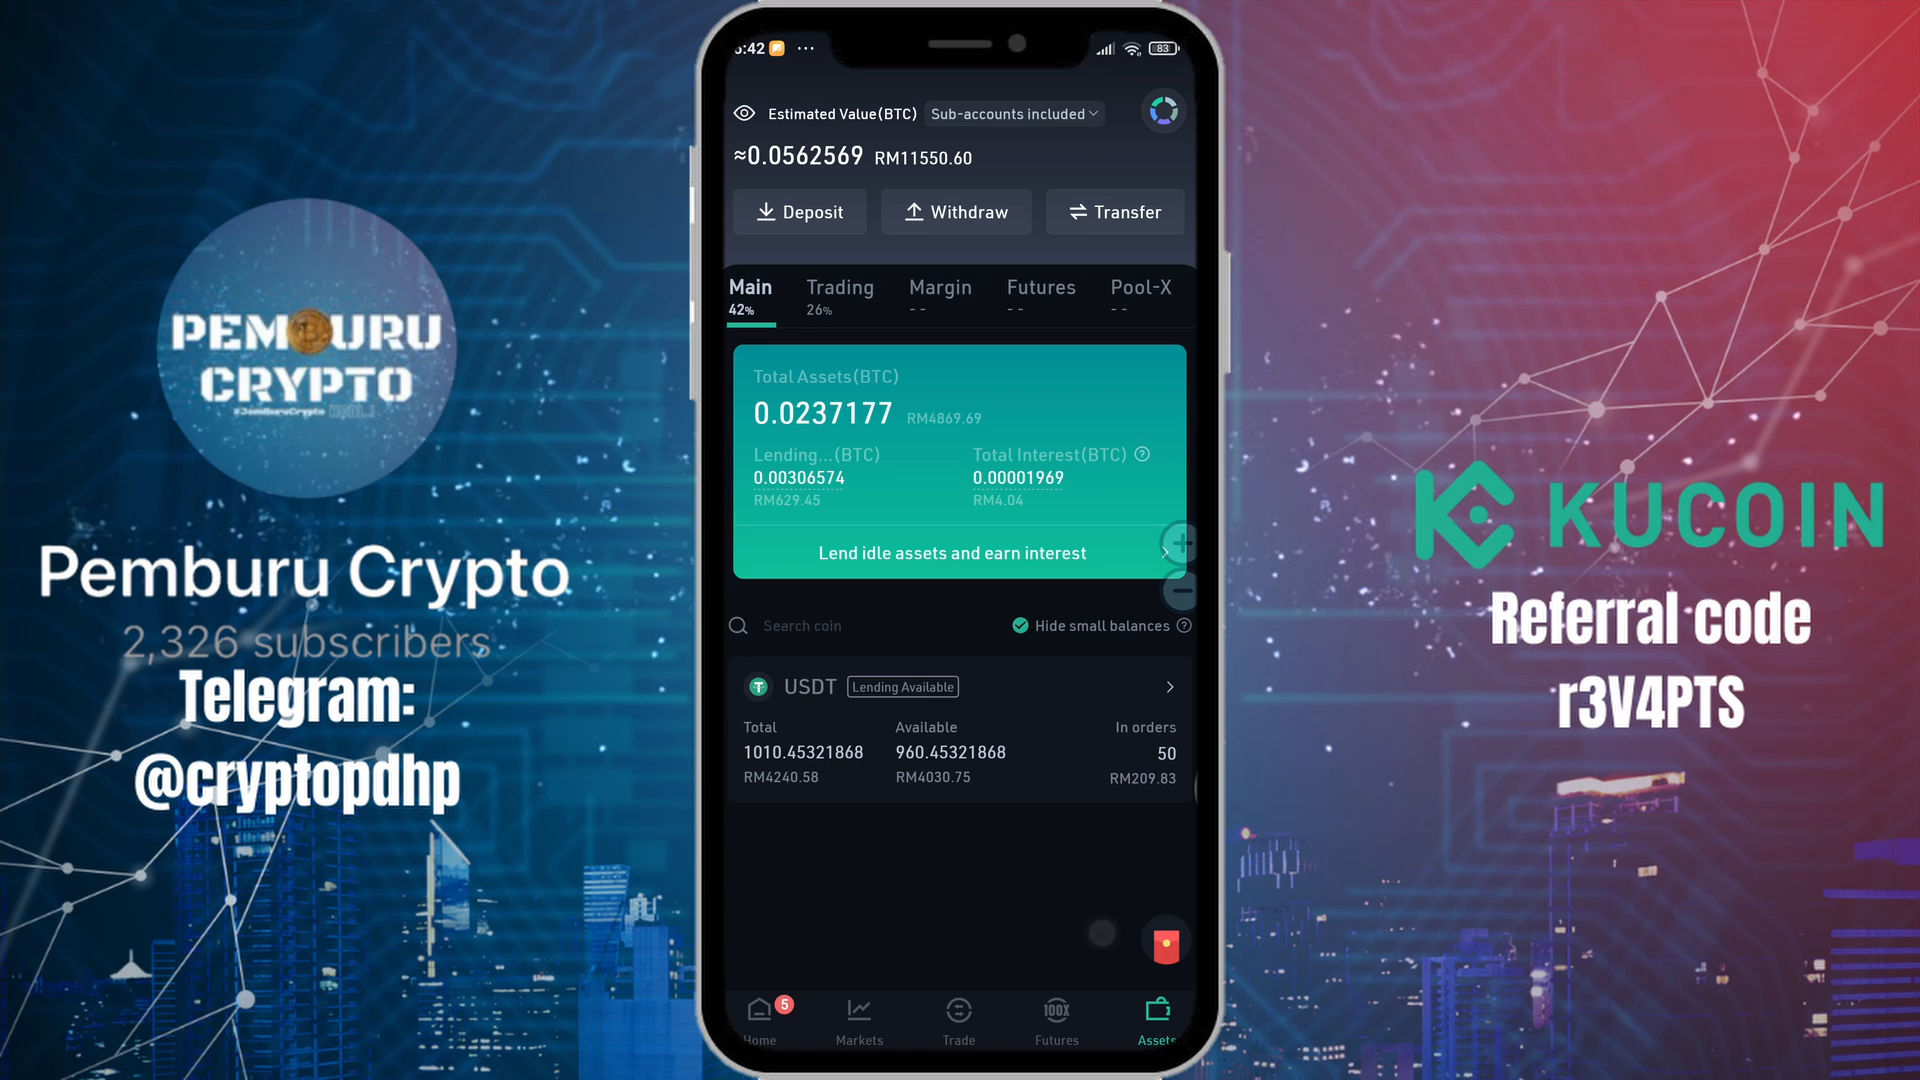 PEMBURU
CRYPTO
Pemburu Crypto
2,326 subscribers
Telegram:
@cryptopdhp
:42 ... 83
Estimated Value(BTC) Sub-accounts included
≈0.0562569 RM11550.60
Deposit Withdraw Transfer
Main Trading Margin Futures Pool-X
42% 26% -- -- --
Total Assets(BTC)
0.0237177 RM4869.69
Lending...(BTC) Total Interest(BTC)
0.00306574 0.00001969
RM629.45 RM4.04
Lend idle assets and earn interest
Search coin Hide small balances
USDT Lending Available
Total Available In orders
1010.45321868 960.45321868 50
RM4240.58 RM4030.75 RM209.83
5
100X
Home Markets Trade Futures Assets
KUCOIN
Referral code
r3V4PTS